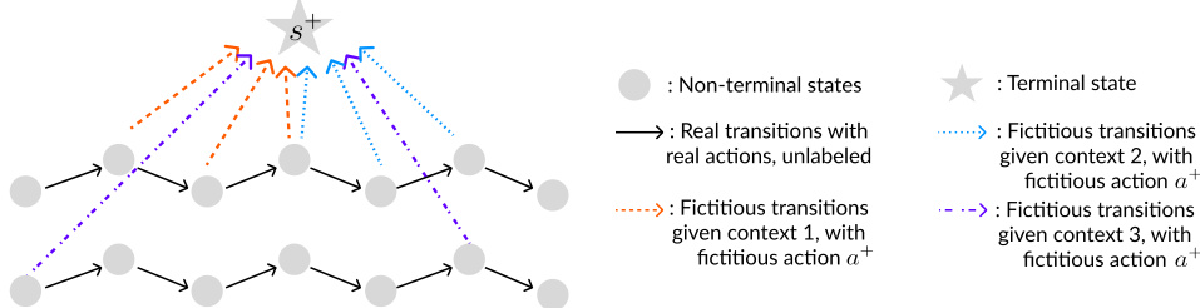 s⁺
: Non-terminal states
: Real transitions with
real actions, unlabeled
: Fictitious transitions
given context 1, with
fictitious action a⁺
: Terminal state
: Fictitious transitions
given context 2, with
fictitious action a⁺
: Fictitious transitions
given context 3, with
fictitious action a⁺